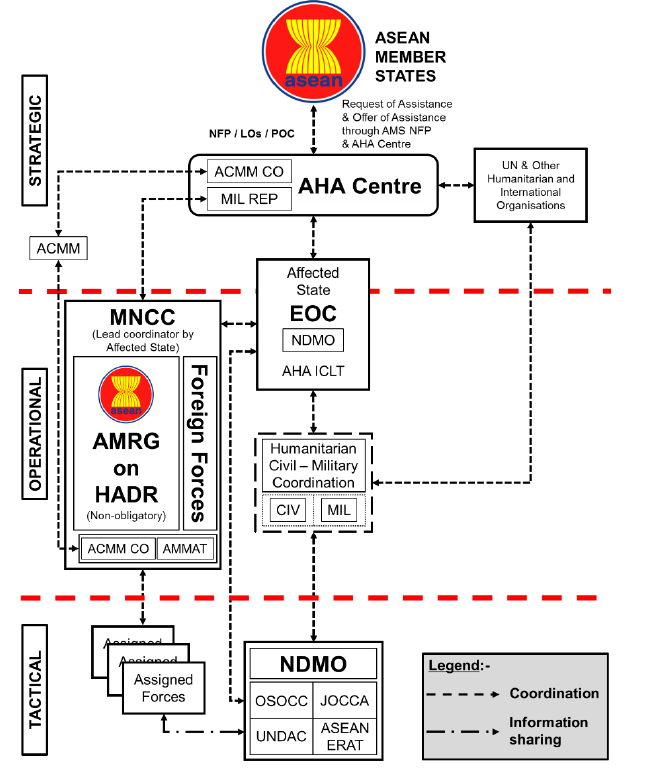 asean
ASEAN
MEMBER
STATES
Request of Assistance
& Offer of Assistance
through AMS NFP
& AHA Centre
NFP / LOs / POC
STRATEGIC
ACMM CO
MIL REP
AHA Centre
UN & Other
Humanitarian and
International
Organisations
ACMM
Affected
State
EOC
NDMO
AHA ICLT
MNCC
(Lead coordinator by
Affected State)
OPERATIONAL
asean
AMRG
on
HADR
(Non-obligatory)
Foreign Forces
ACMM CO
AMMAT
Humanitarian
Civil – Military
Coordination
CIV
MIL
TACTICAL
Assigned
Assigned
Assigned
Forces
NDMO
OSOCC
JOCCA
UNDAC
ASEAN
ERAT
Legend:-
Coordination
Information
sharing